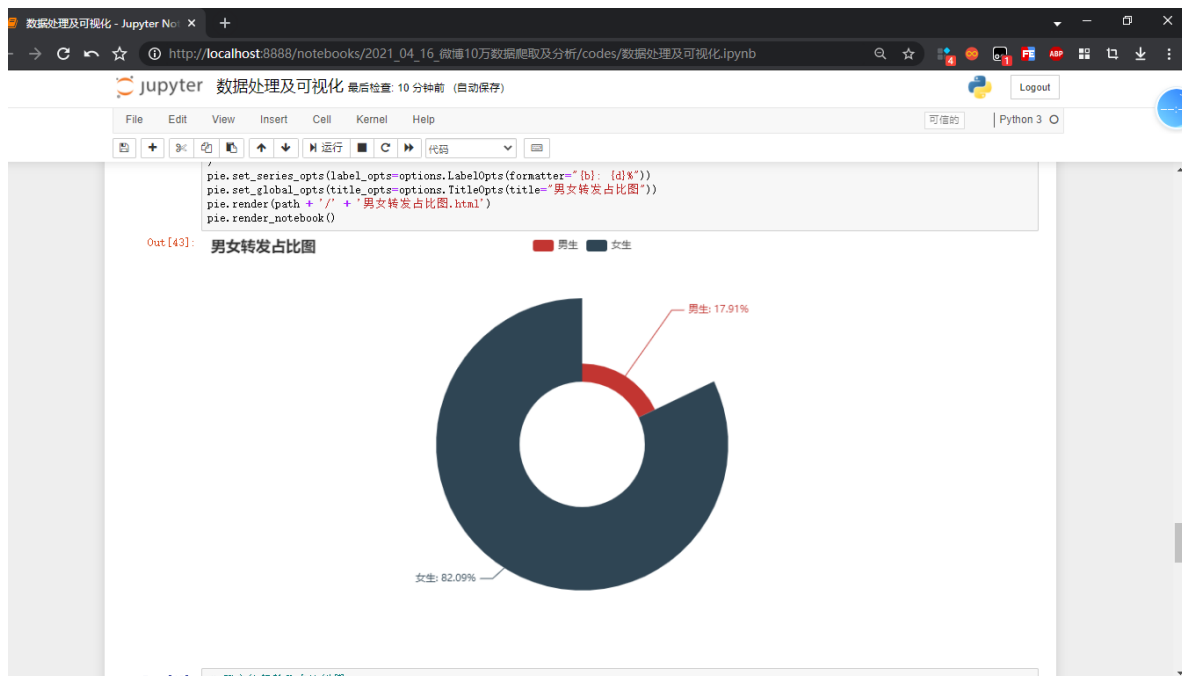 数据处理及可视化 - Jupyter No
http://localhost:8888/notebooks/2021_04_16_微博10万数据爬取及分析/codes/数据处理及可视化.ipynb
4
1
FE
ABP
jupyter 数据处理及可视化 最后检查: 10 分钟前 (自动保存)
Logout
File Edit View Insert Cell Kernel Help
可信的
Python 3
运行
代码
pie.set_series_opts(label_opts=options.LabelOpts(formatter="{b}: {d}%"))
pie.set_global_opts(title_opts=options.TitleOpts(title="男女转发占比图"))
pie.render(path + '/' + '男女转发占比图.html')
pie.render_notebook()
Out[43]:
男女转发占比图
男生 女生
男生: 17.91%
女生: 82.09%